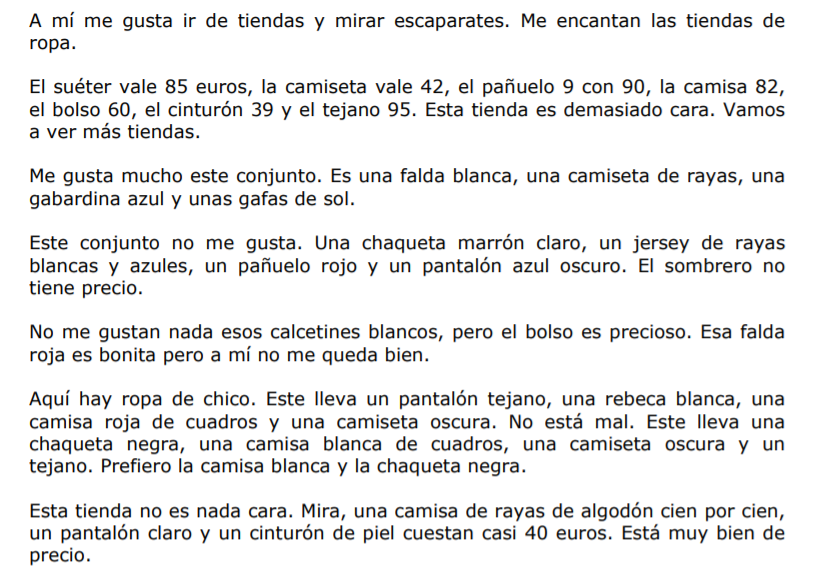 A mí me gusta ir de tiendas y mirar escaparates. Me encantan las tiendas de
ropa.
El suéter vale 85 euros, la camiseta vale 42, el pañuelo 9 con 90, la camisa 82,
el bolso 60, el cinturón 39 y el tejano 95. Esta tienda es demasiado cara. Vamos
a ver más tiendas.
Me gusta mucho este conjunto. Es una falda blanca, una camiseta de rayas, una
gabardina azul y unas gafas de sol.
Este conjunto no me gusta. Una chaqueta marrón claro, un jersey de rayas
blancas y azules, un pañuelo rojo y un pantalón azul oscuro. El sombrero no
tiene precio.
No me gustan nada esos calcetines blancos, pero el bolso es precioso. Esa falda
roja es bonita pero a mí no me queda bien.
Aquí hay ropa de chico. Este lleva un pantalón tejano, una rebeca blanca, una
camisa roja de cuadros y una camiseta oscura. No está mal. Este lleva una
chaqueta negra, una camisa blanca de cuadros, una camiseta oscura y un
tejano. Prefiero la camisa blanca y la chaqueta negra.
Esta tienda no es nada cara. Mira, una camisa de rayas de algodón cien por cien,
un pantalón claro y un cinturón de piel cuestan casi 40 euros. Está muy bien de
precio.